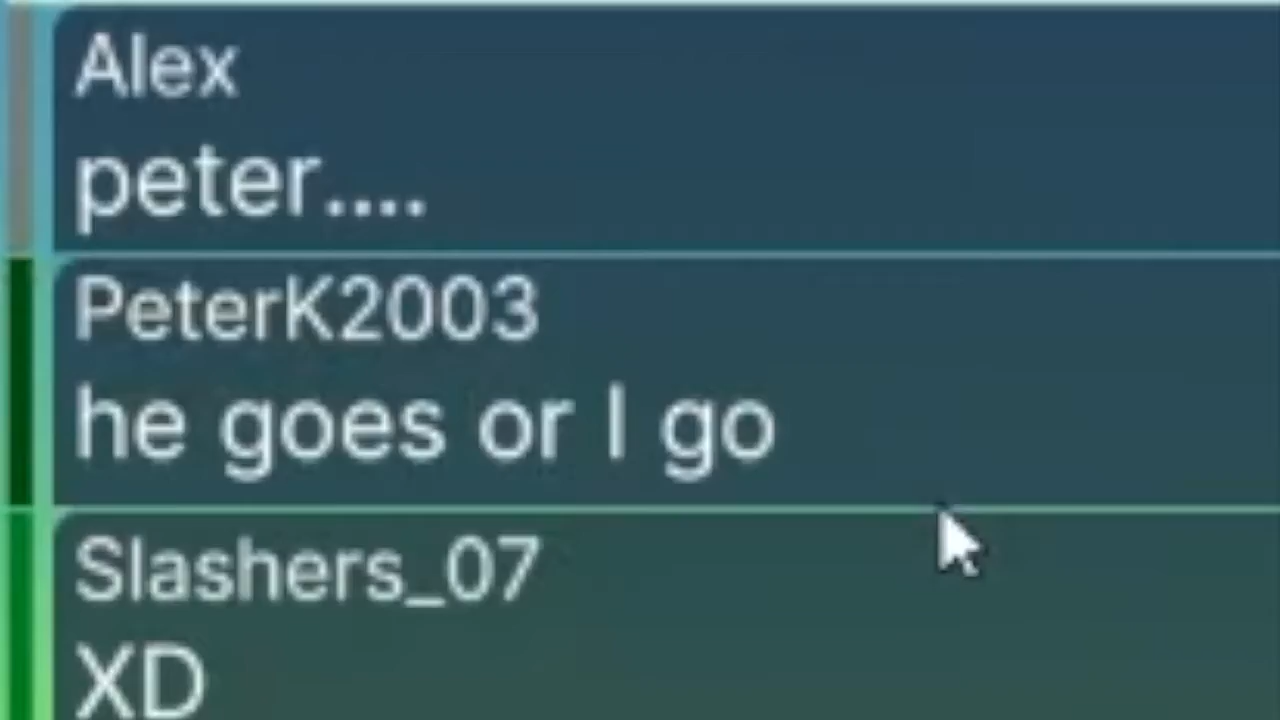 Alex
peter....
PeterK2003
he goes or I go
Slashers_07
XD